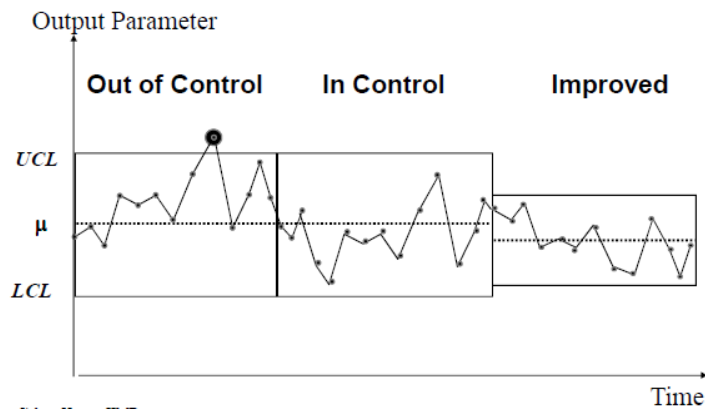 Output Parameter
Out of Control In Control Improved
UCL
μ
LCL
Time